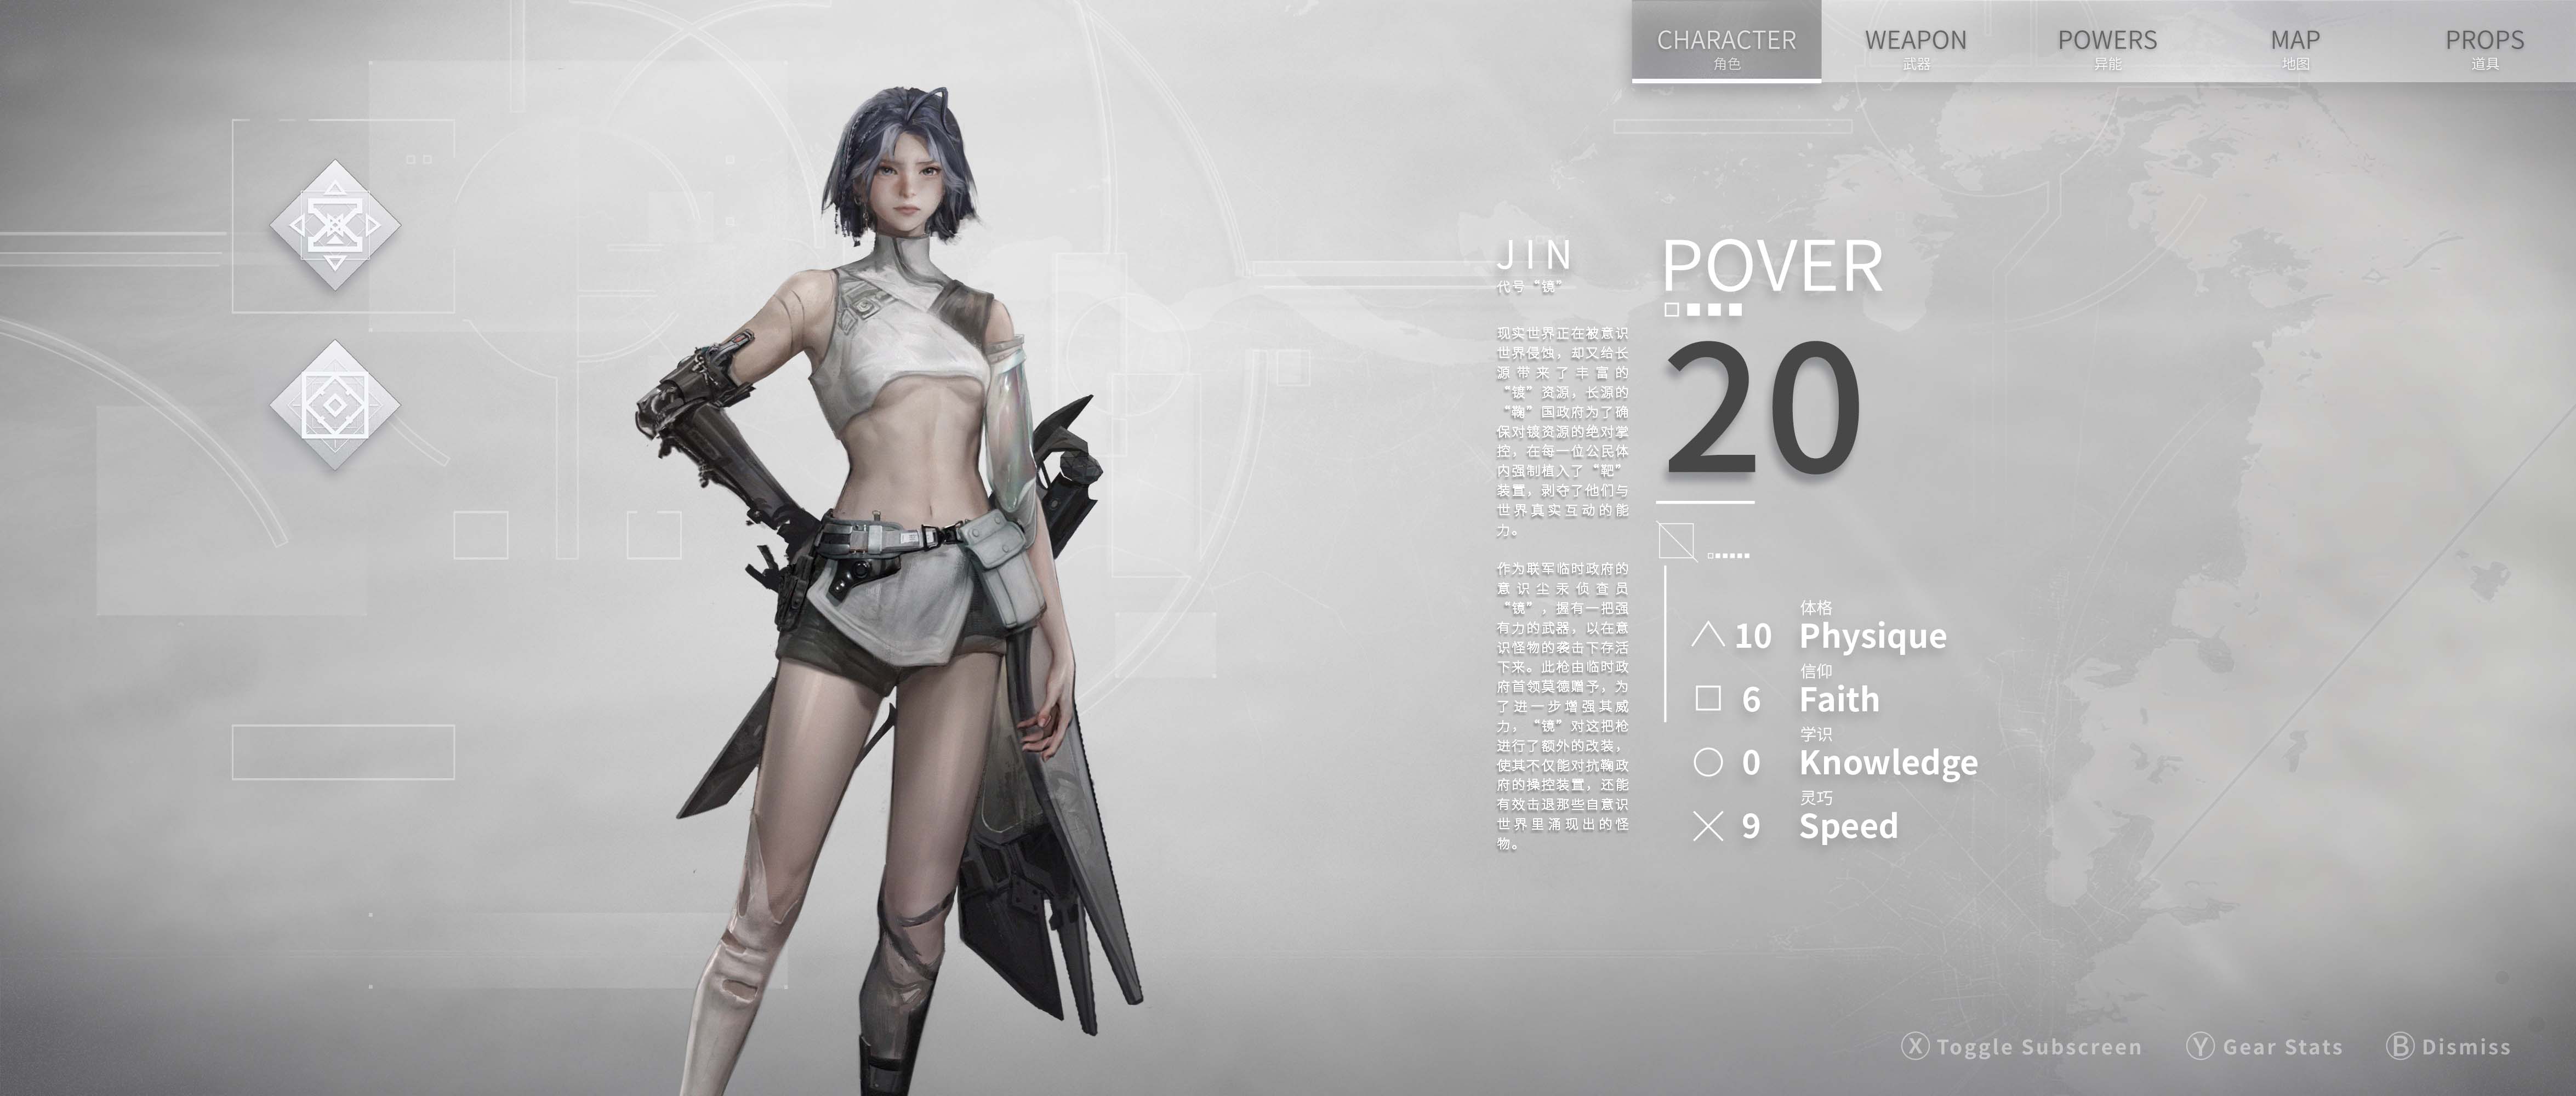 CHARACTER
角色
WEAPON
武器
POWERS
异能
MAP
地图
PROPS
道具
JIN
代号“镜”
现实世界正在被意识
世界侵蚀，却又给长
源带来了丰富的
“镀”资源，长源的
“鞠”国政府为了确
保对镀资源的绝对掌
控，在每一位公民体
内强制植入了“靶”
装置，剥夺了他们与
世界真实互动的能
力。
作为联军临时政府的
意识尘汞侦查员
“镜”，握有一把强
有力的武器，以在意
识怪物的袭击下存活
下来。此枪由临时政
府首领莫德赠予，为
了进一步增强其威
力，“镜”对这把枪
进行了额外的改装，
使其不仅能对抗鞠政
府的操控装置，还能
有效击退那些自意识
世界里涌现出的怪
物。
POVER
20
体格
10 Physique
信仰
6 Faith
学识
0 Knowledge
灵巧
9 Speed
X Toggle Subscreen
Y Gear Stats
B Dismiss